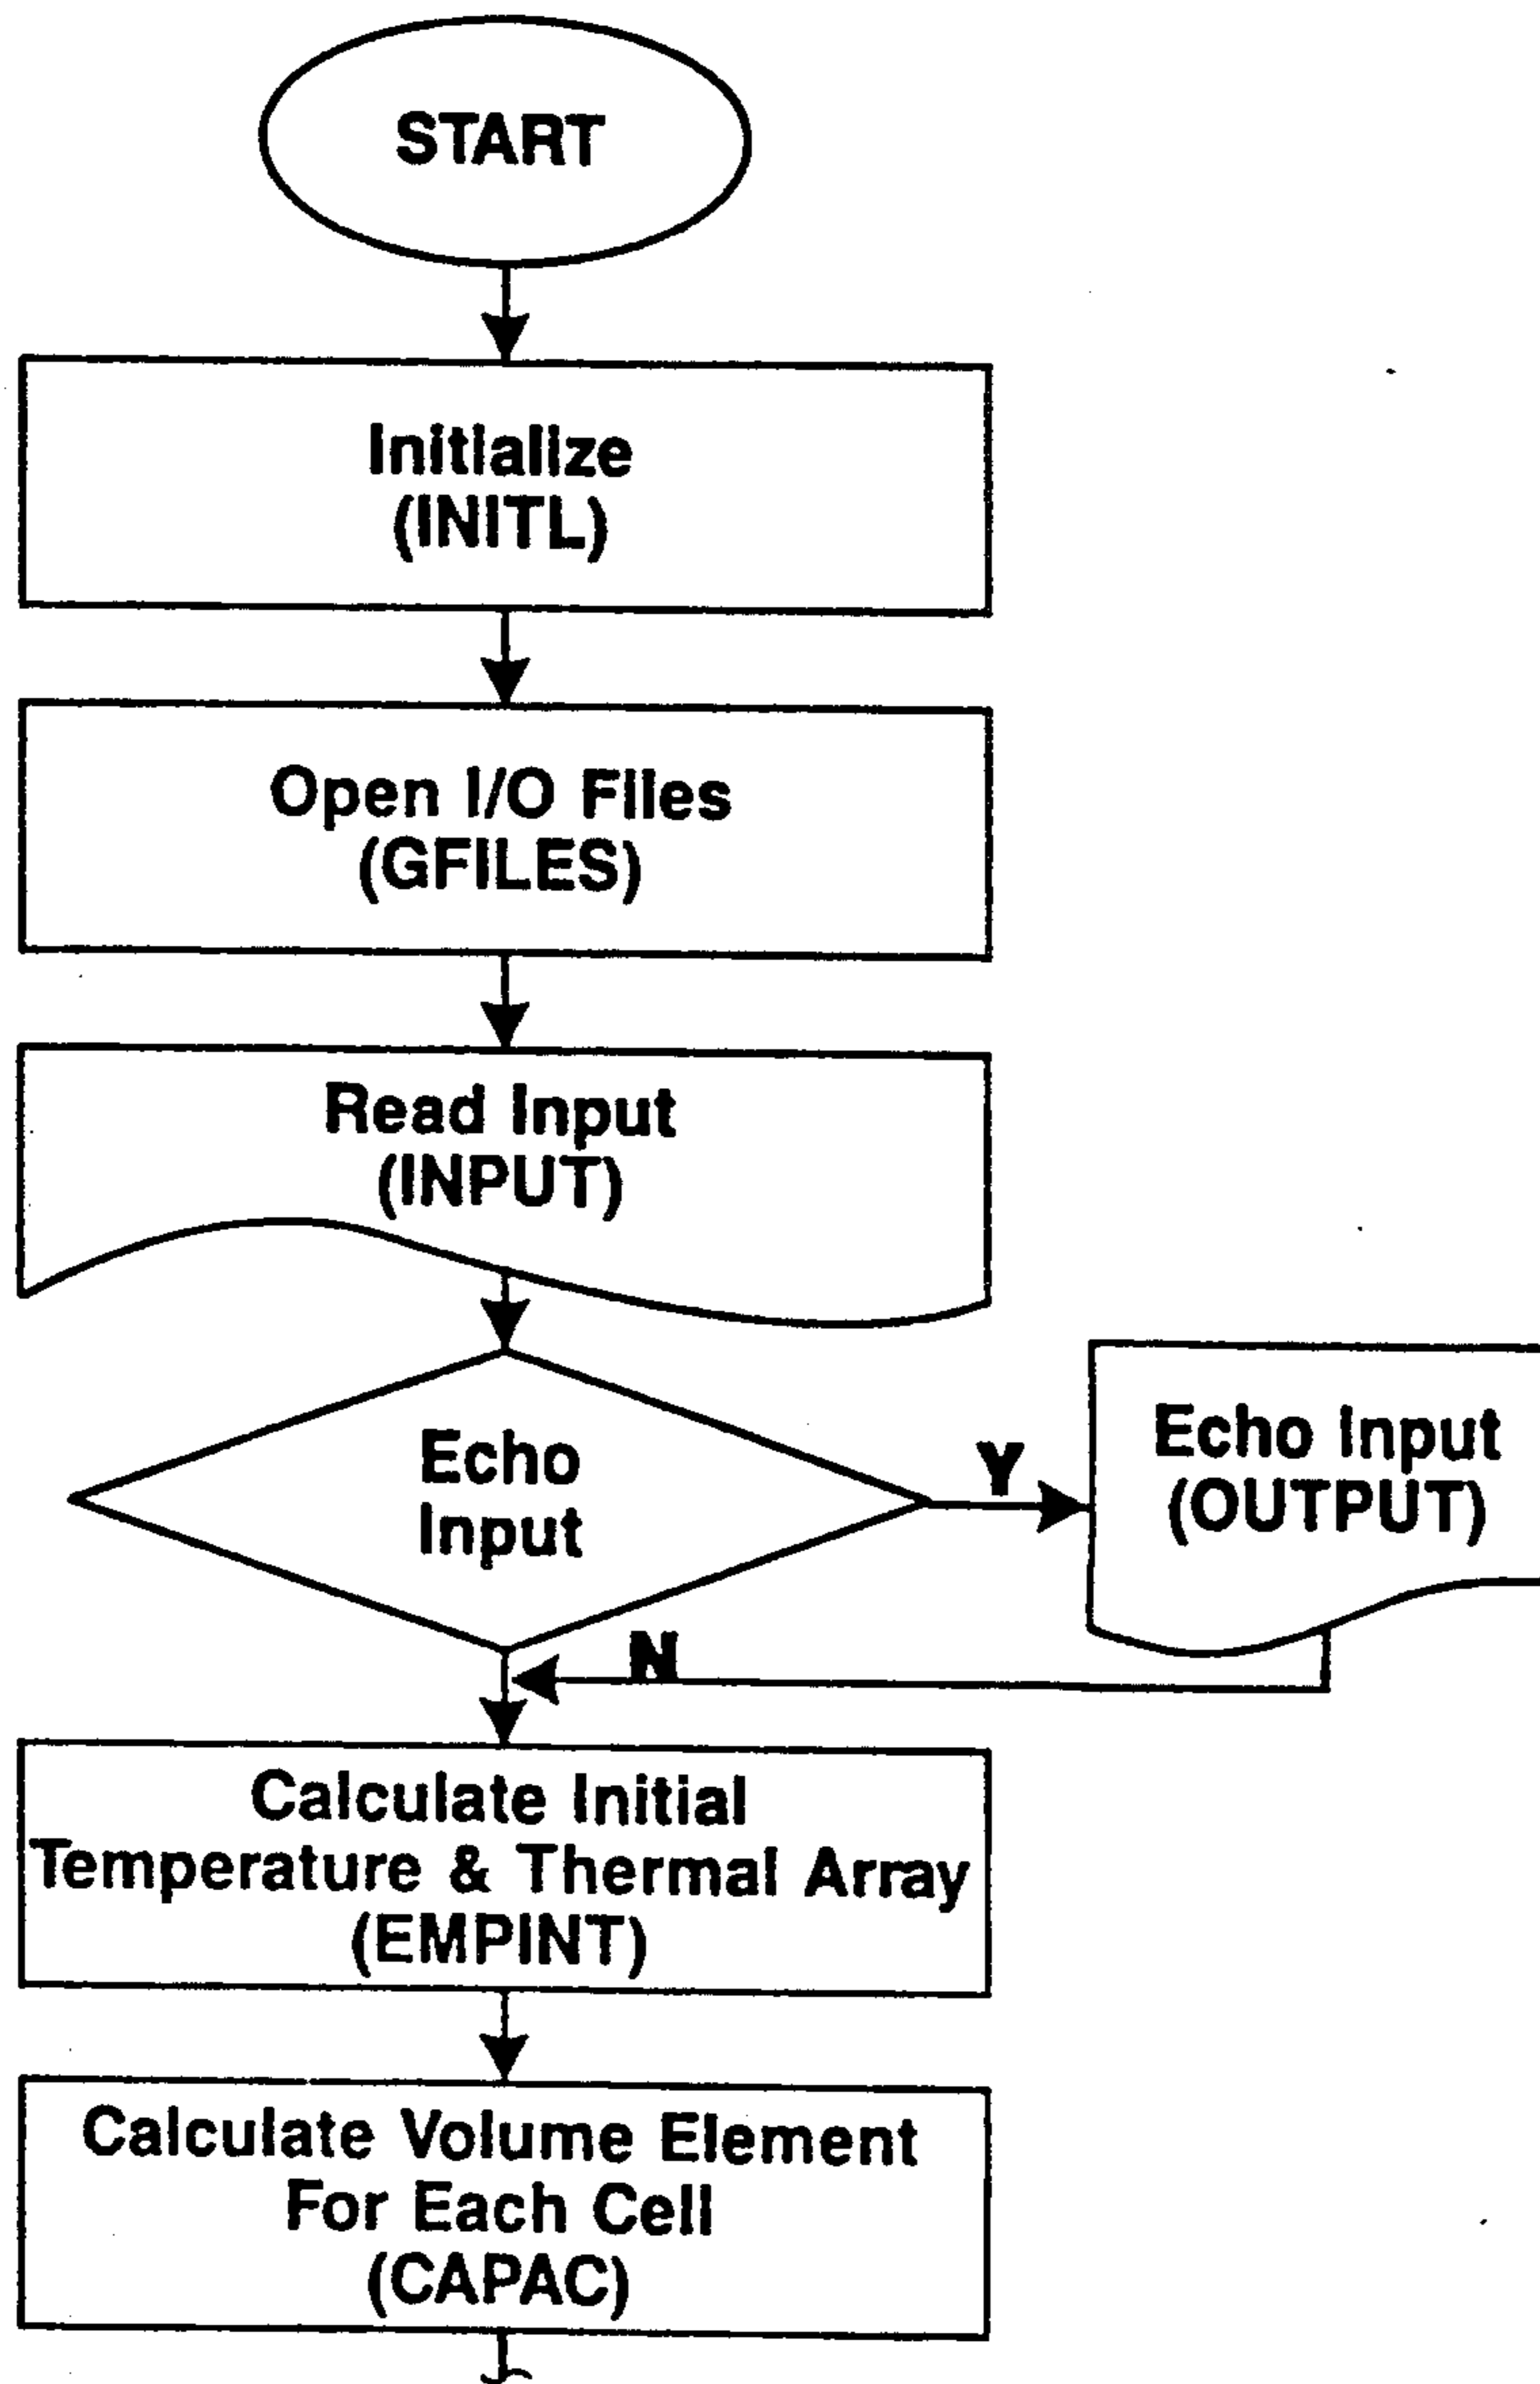 START
Initialize
(INITL)
Open I/O Files
(GFILES)
Read Input
(INPUT)
Echo
Input
Y
Echo Input
(OUTPUT)
N
Calculate Initial
Temperature & Thermal Array
(EMPINT)
Calculate Volume Element
For Each Cell
(CAPAC)